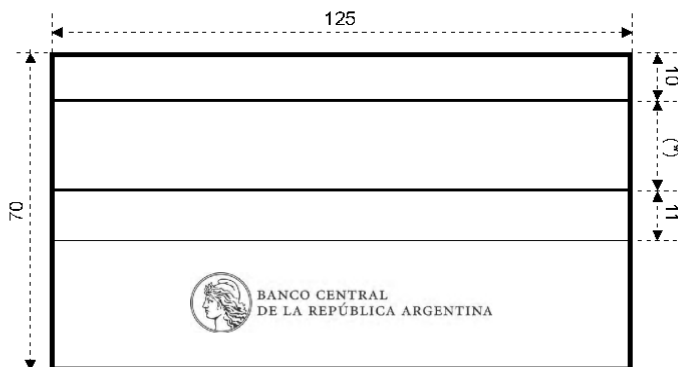 125
10
(*)
70
11
BANCO CENTRAL
DE LA REPÚBLICA ARGENTINA